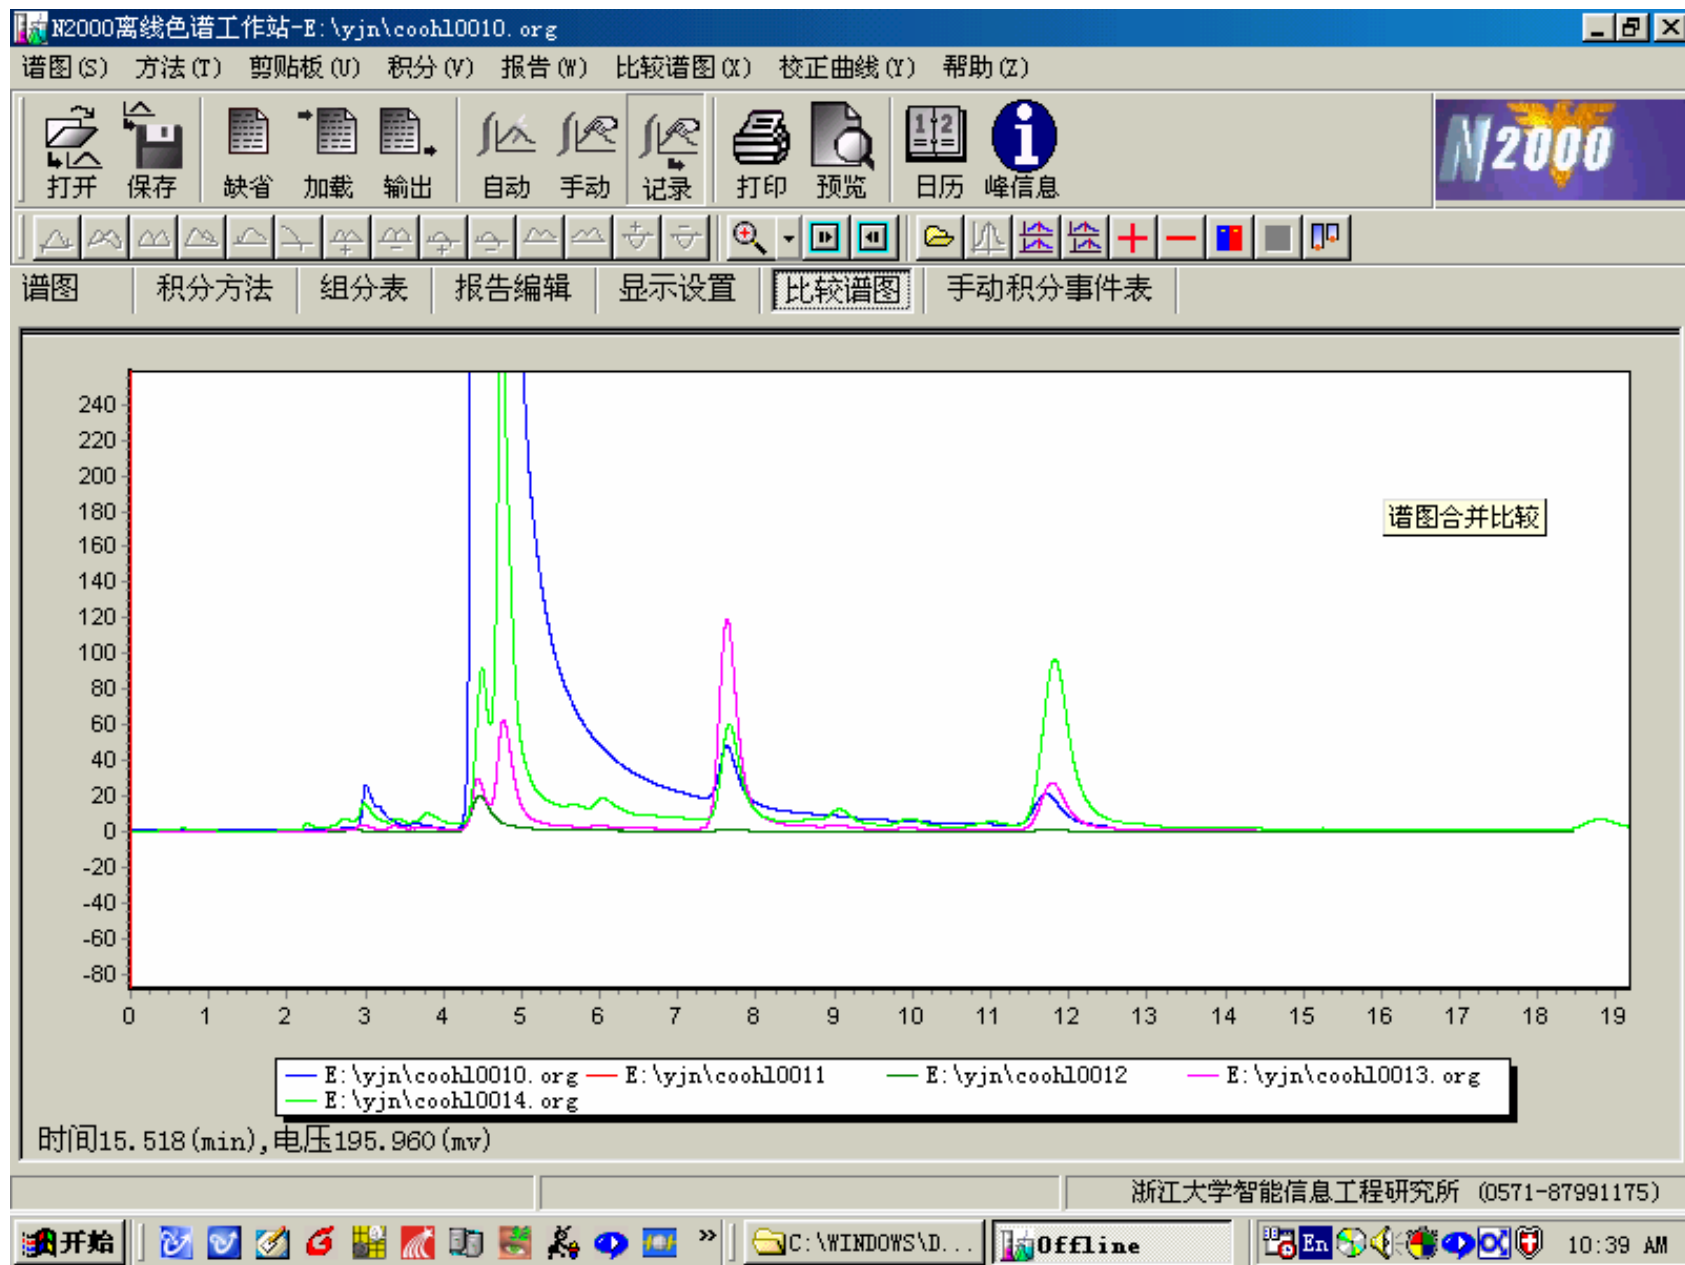 N2000离线色谱工作站-E:\yjn\cooh10010.org
谱图(S) 方法(T) 剪贴板(U) 积分(V) 报告(W) 比较谱图(X) 校正曲线(Y) 帮助(Z)
打开 保存 缺省 加载 输出 自动 手动 记录 打印 预览 日历 峰信息
N2000
谱图 积分方法 组分表 报告编辑 显示设置 比较谱图 手动积分事件表
240
220
200
180
160
140
120
100
80
60
40
20
0
-20
-40
-60
-80
谱图合并比较
0 1 2 3 4 5 6 7 8 9 10 11 12 13 14 15 16 17 18 19
E:\yjn\cooh10010.org E:\yjn\cooh10011 E:\yjn\cooh10012 E:\yjn\cooh10013.org
E:\yjn\cooh10014.org
时间15.518(min),电压195.960(mv)
浙江大学智能信息工程研究所 (0571-87991175)
开始 » C:\WINDOWS\D... Offline En 10:39 AM